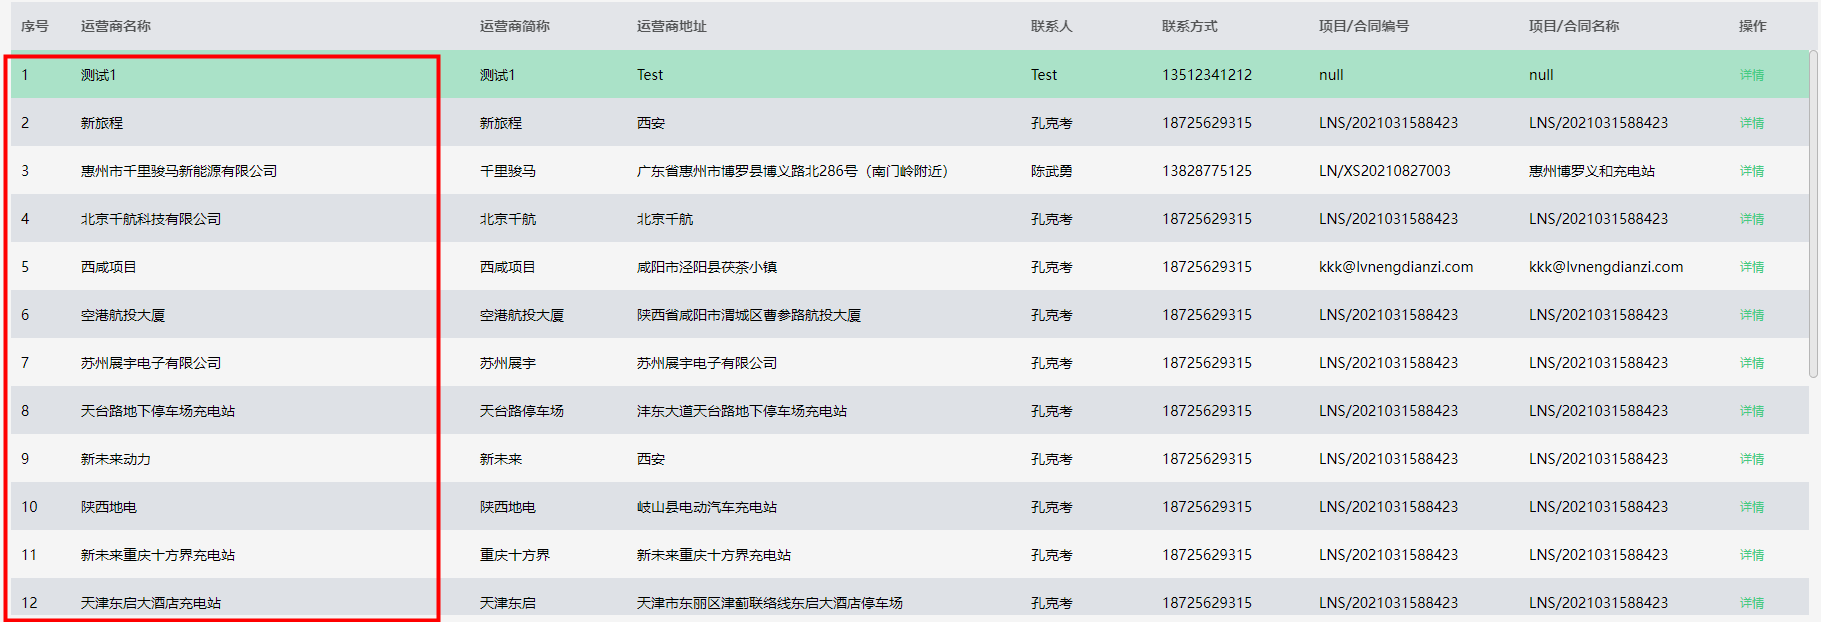 序号 运营商名称 运营商简称 运营商地址 联系人 联系方式 项目/合同编号 项目/合同名称 操作
1 测试1 测试1 Test Test 13512341212 null null 详情
2 新旅程 新旅程 西安 孔克考 18725629315 LNS/2021031588423 LNS/2021031588423 详情
3 惠州市千里骏马新能源有限公司 千里骏马 广东省惠州市博罗县博义路北286号（南门岭附近） 陈武勇 13828775125 LN/XS20210827003 惠州博罗义和充电站 详情
4 北京千航科技有限公司 北京千航 北京千航 孔克考 18725629315 LNS/2021031588423 LNS/2021031588423 详情
5 西咸项目 西咸项目 咸阳市泾阳县茯茶小镇 孔克考 18725629315 kkk@lvnengdianzi.com kkk@lvnengdianzi.com 详情
6 空港航投大厦 空港航投大厦 陕西省咸阳市渭城区曹参路航投大厦 孔克考 18725629315 LNS/2021031588423 LNS/2021031588423 详情
7 苏州展宇电子有限公司 苏州展宇 苏州展宇电子有限公司 孔克考 18725629315 LNS/2021031588423 LNS/2021031588423 详情
8 天台路地下停车场充电站 天台路停车场 沣东大道天台路地下停车场充电站 孔克考 18725629315 LNS/2021031588423 LNS/2021031588423 详情
9 新未来动力 新未来 西安 孔克考 18725629315 LNS/2021031588423 LNS/2021031588423 详情
10 陕西地电 陕西地电 岐山县电动汽车充电站 孔克考 18725629315 LNS/2021031588423 LNS/2021031588423 详情
11 新未来重庆十方界充电站 重庆十方界 新未来重庆十方界充电站 孔克考 18725629315 LNS/2021031588423 LNS/2021031588423 详情
12 天津东启大酒店充电站 天津东启 天津市东丽区津蓟联络线东启大酒店停车场 孔克考 18725629315 LNS/2021031588423 LNS/2021031588423 详情